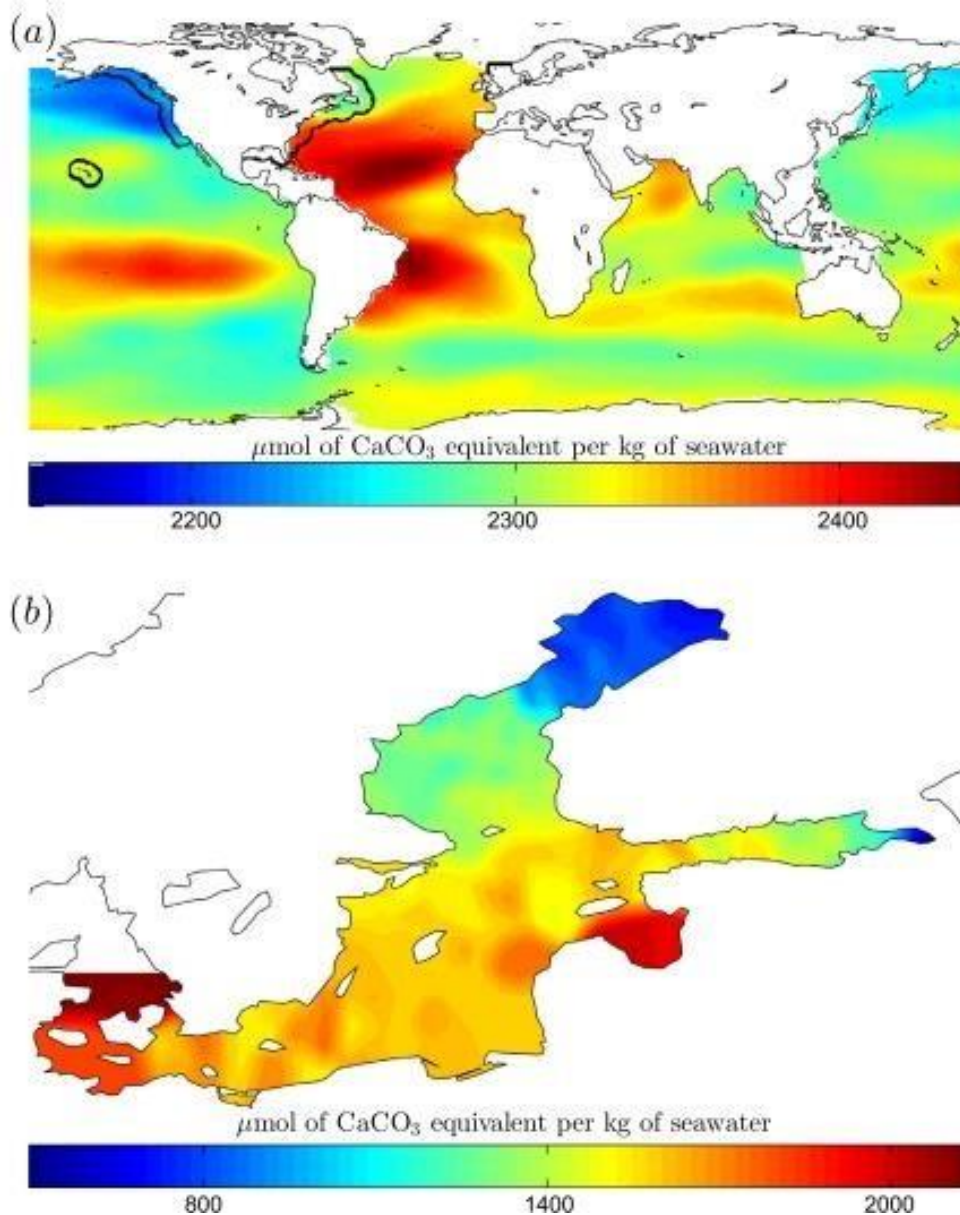 (a)
μmol of CaCO₃ equivalent per kg of seawater
2200 2300 2400
(b)
μmol of CaCO₃ equivalent per kg of seawater
800 1400 2000